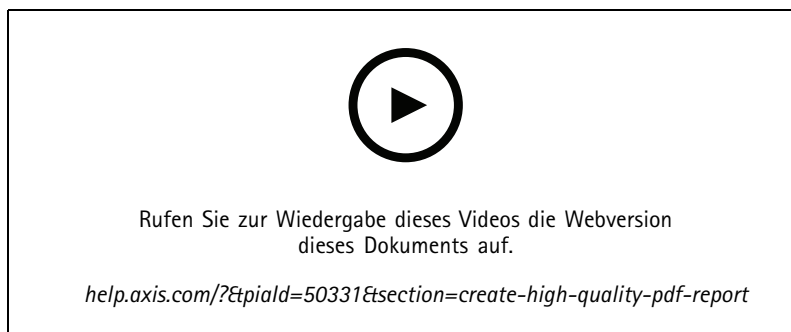 Rufen Sie zur Wiedergabe dieses Videos die Webversion
dieses Dokuments auf.
help.axis.com/?&piaId=50331&section=create-high-quality-pdf-report